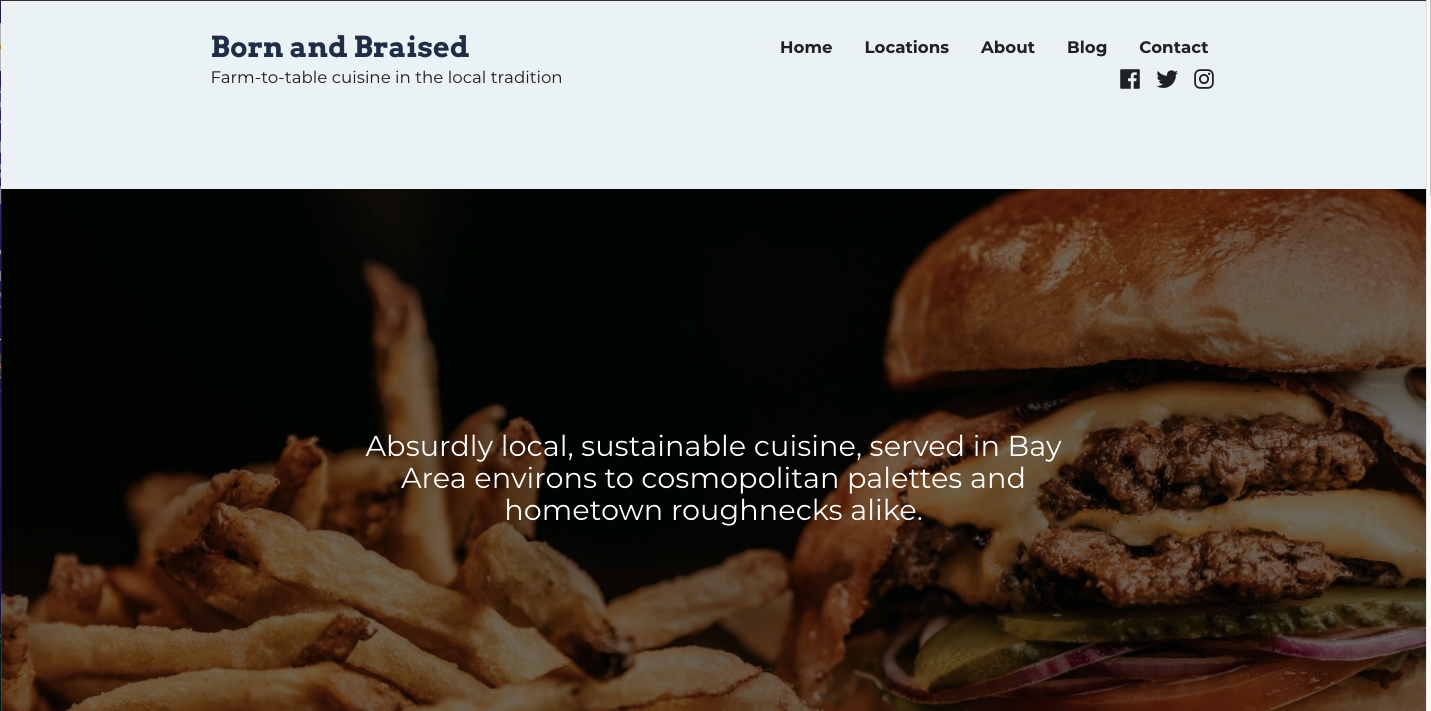 Born and Braised
Farm-to-table cuisine in the local tradition
Home Locations About Blog Contact
Absurdly local, sustainable cuisine, served in Bay
Area environs to cosmopolitan palettes and
hometown roughnecks alike.